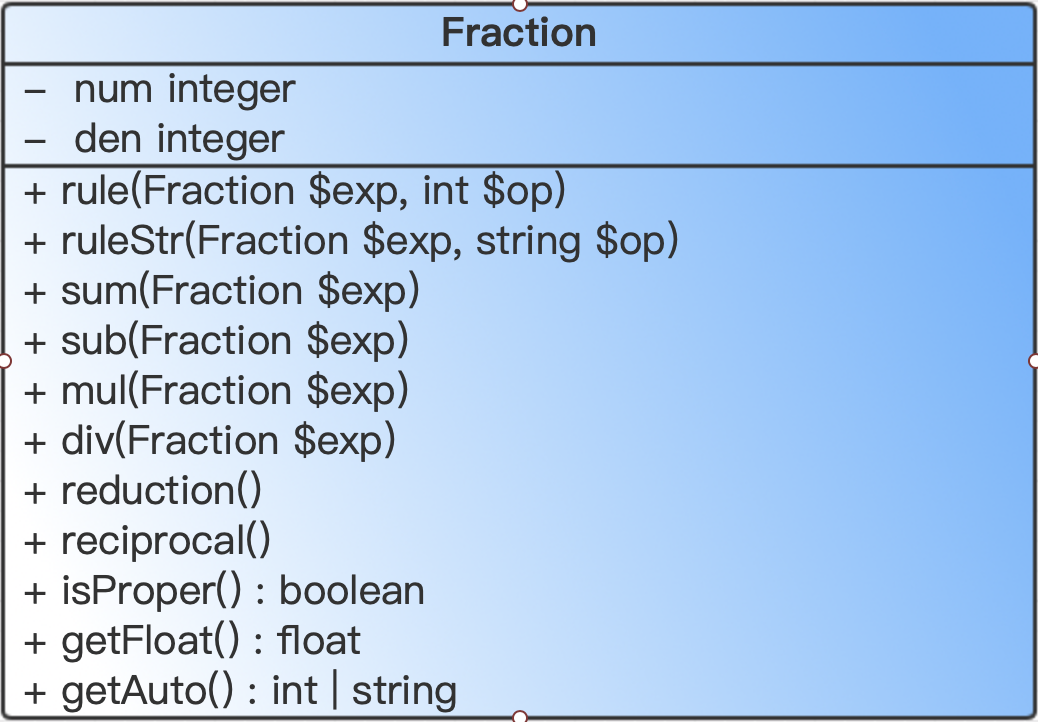 Fraction
– num integer
– den integer
+ rule(Fraction $exp, int $op)
+ ruleStr(Fraction $exp, string $op)
+ sum(Fraction $exp)
+ sub(Fraction $exp)
+ mul(Fraction $exp)
+ div(Fraction $exp)
+ reduction()
+ reciprocal()
+ isProper() : boolean
+ getFloat() : float
+ getAuto() : int | string